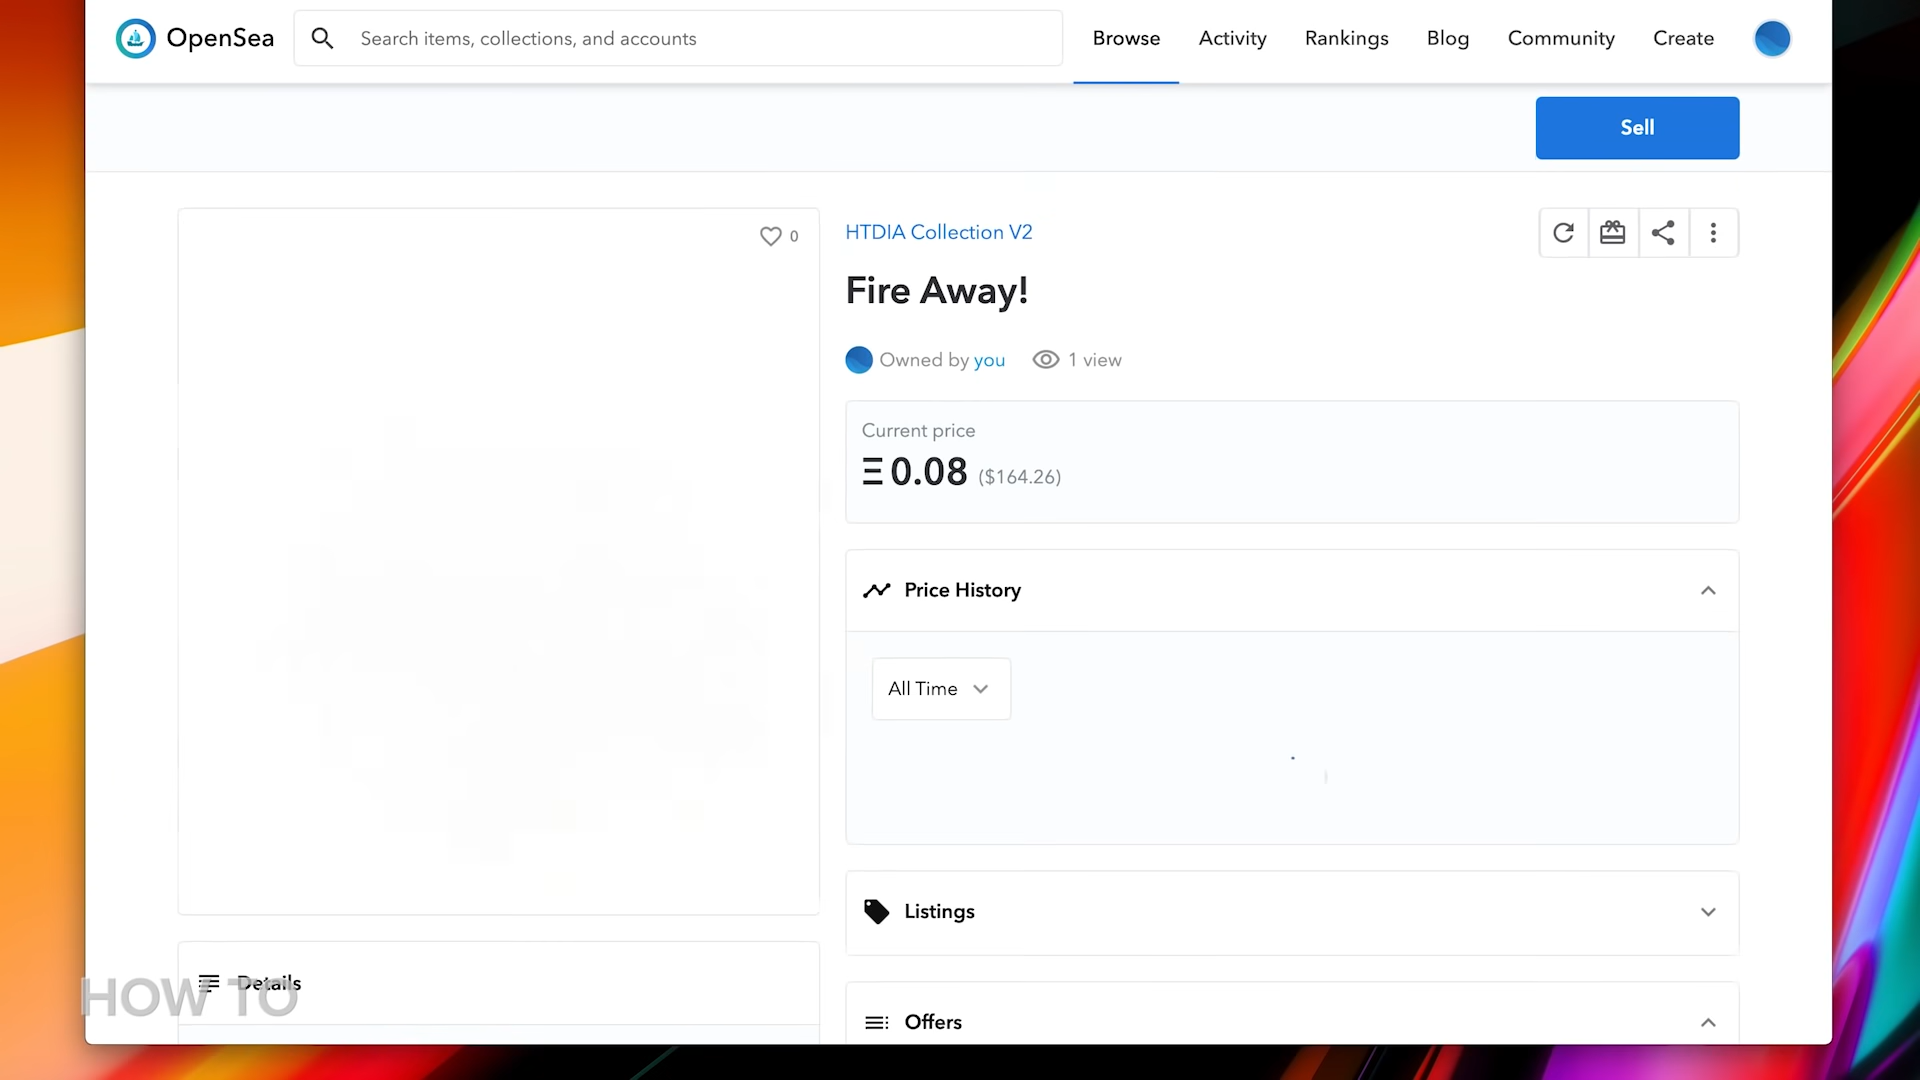 OpenSea
Search items, collections, and accounts
Browse
Activity
Rankings
Blog
Community
Create
Sell
0
HTDIA Collection V2
Fire Away!
Owned by you
1 view
Current price
Ξ 0.08 ($164.26)
Price History
All Time
Listings
Details
HOW TO
Offers